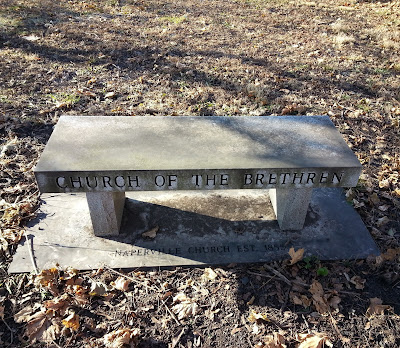 CHURCH OF THE BRETHREN
NAPERVILLE CHURCH EST.